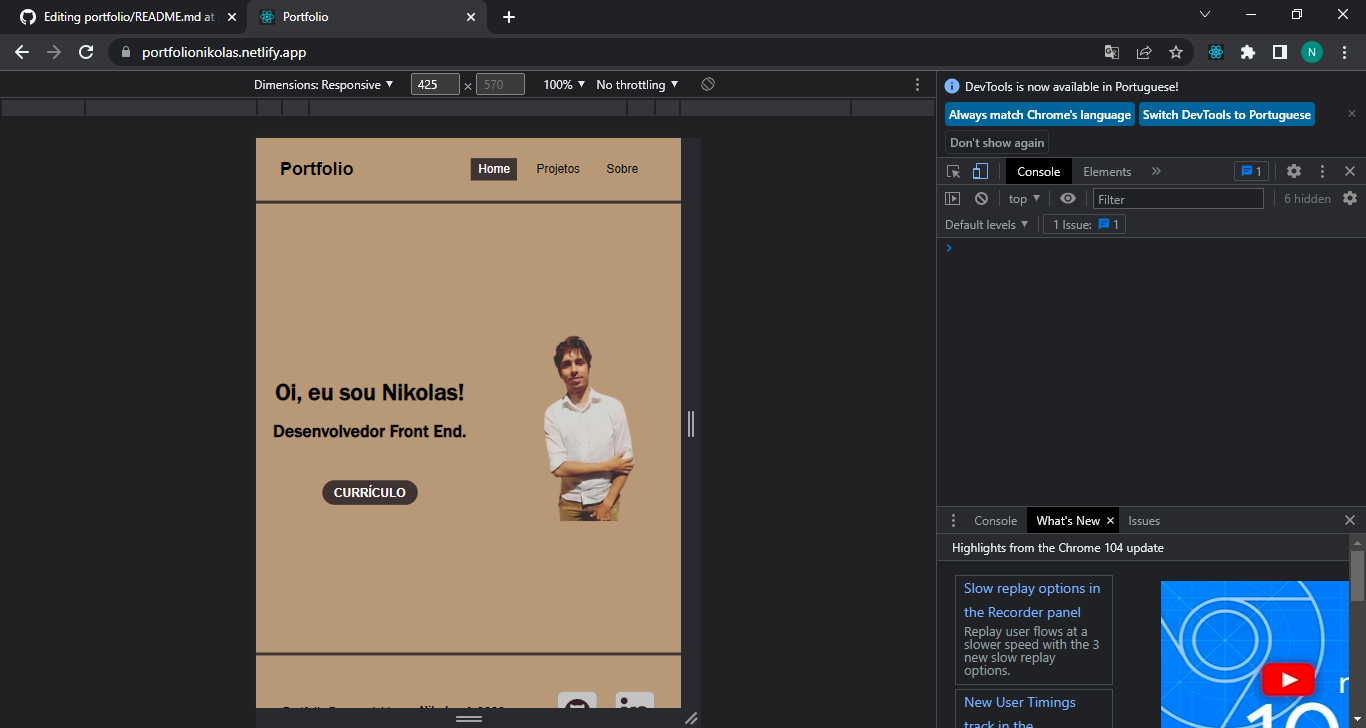 Editing portfolio/README.md at
Portfolio
portfolionikolas.netlify.app
N
Dimensions: Responsive
425 × 570
100%
No throttling
Portfolio
Home
Projetos
Sobre
Oi, eu sou Nikolas!
Desenvolvedor Front End.
CURRÍCULO
DevTools is now available in Portuguese!
Always match Chrome's language
Switch DevTools to Portuguese
Don't show again
Console
Elements
1
top
Filter
6 hidden
Default levels
1 Issue: 1
Console
What's New
Issues
Highlights from the Chrome 104 update
Slow replay options in
the Recorder panel
Replay user flows at a
slower speed with the 3
new slow replay
options.
New User Timings
track in the